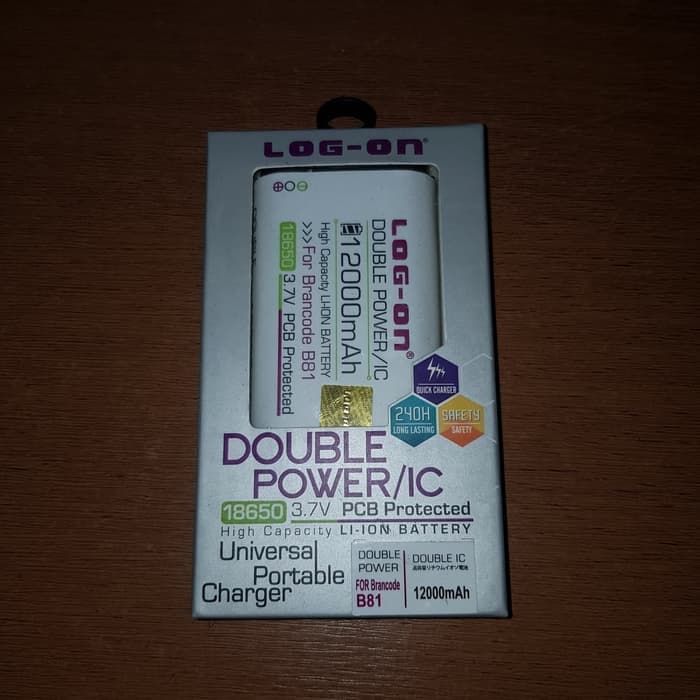 LOG-ON®
LOG-ON®
DOUBLE POWER/IC
12000mAh
High Capacity LI-ION BATTERY
>>>For Brancode B81
18650 3.7V PCB Protected
QUICK CHARGER
240H
LONG LASTING
SAFETY
SAFETY
DOUBLE
POWER/IC
18650 3.7V PCB Protected
High Capacity LI-ION BATTERY
Universal
Portable
Charger
DOUBLE
POWER
FOR Brancode
B81
DOUBLE IC
12000mAh